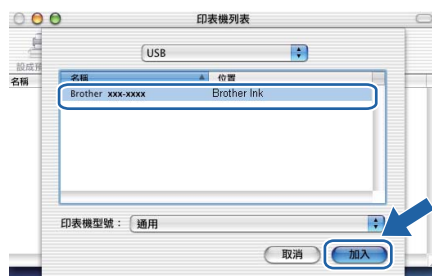 印表機列表
USB
設成預
名稱
名稱 位置
Brother xxx-xxxx Brother Ink
印表機型號： 通用
取消 加入